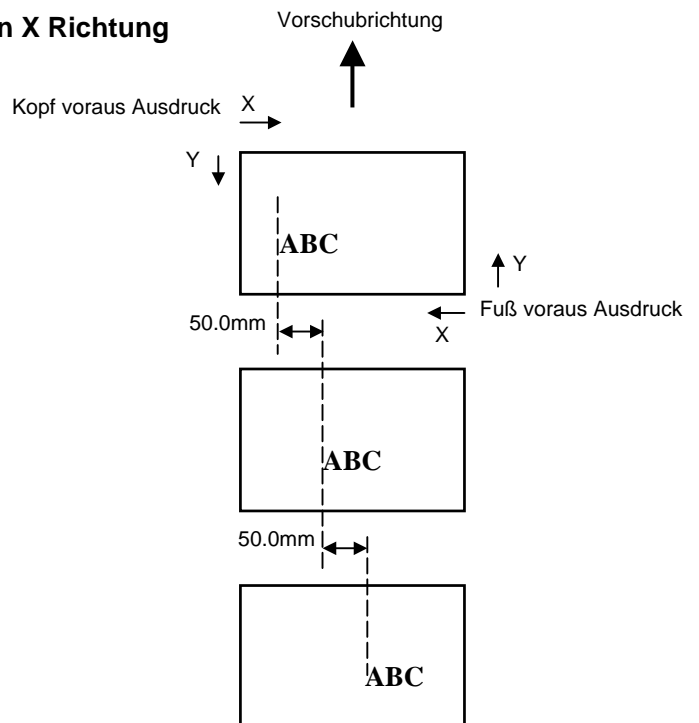 n X Richtung
Vorschubrichtung
Kopf voraus Ausdruck
X
Y
ABC
Y
50.0mm
Fuß voraus Ausdruck
X
ABC
50.0mm
ABC